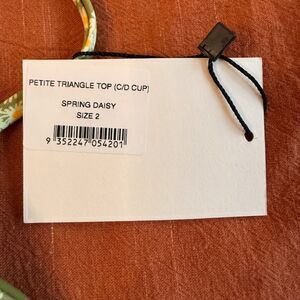 PETITE TRIANGLE TOP (C/D CUP)
SPRING DAISY
SIZE 2
9 352247 054201